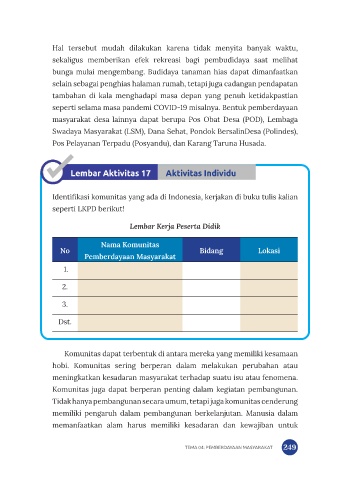 Hal tersebut mudah dilakukan karena tidak menyita banyak waktu,
sekaligus memberikan efek rekreasi bagi pembudidaya saat melihat
bunga mulai mengembang. Budidaya tanaman hias dapat dimanfaatkan
selain sebagai penghias halaman rumah, tetapi juga cadangan pendapatan
tambahan di kala menghadapi masa depan yang penuh ketidakpastian
seperti selama masa pandemi COVID-19 misalnya. Bentuk pemberdayaan
masyarakat desa lainnya dapat berupa Pos Obat Desa (POD), Lembaga
Swadaya Masyarakat (LSM), Dana Sehat, Pondok BersalinDesa (Polindes),
Pos Pelayanan Terpadu (Posyandu), dan Karang Taruna Husada.
Lembar Aktivitas 17 Aktivitas Individu
Identifikasi komunitas yang ada di Indonesia, kerjakan di buku tulis kalian
seperti LKPD berikut!
Lembar Kerja Peserta Didik
No Nama Komunitas Pemberdayaan Masyarakat Bidang Lokasi
1.
2.
3.
Dst.
Komunitas dapat terbentuk di antara mereka yang memiliki kesamaan
hobi. Komunitas sering berperan dalam melakukan perubahan atau
meningkatkan kesadaran masyarakat terhadap suatu isu atau fenomena.
Komunitas juga dapat berperan penting dalam kegiatan pembangunan.
Tidak hanya pembangunan secara umum, tetapi juga komunitas cenderung
memiliki pengaruh dalam pembangunan berkelanjutan. Manusia dalam
memanfaatkan alam harus memiliki kesadaran dan kewajiban untuk
TEMA 04: PEMBERDAYAAN MASYARAKAT 249